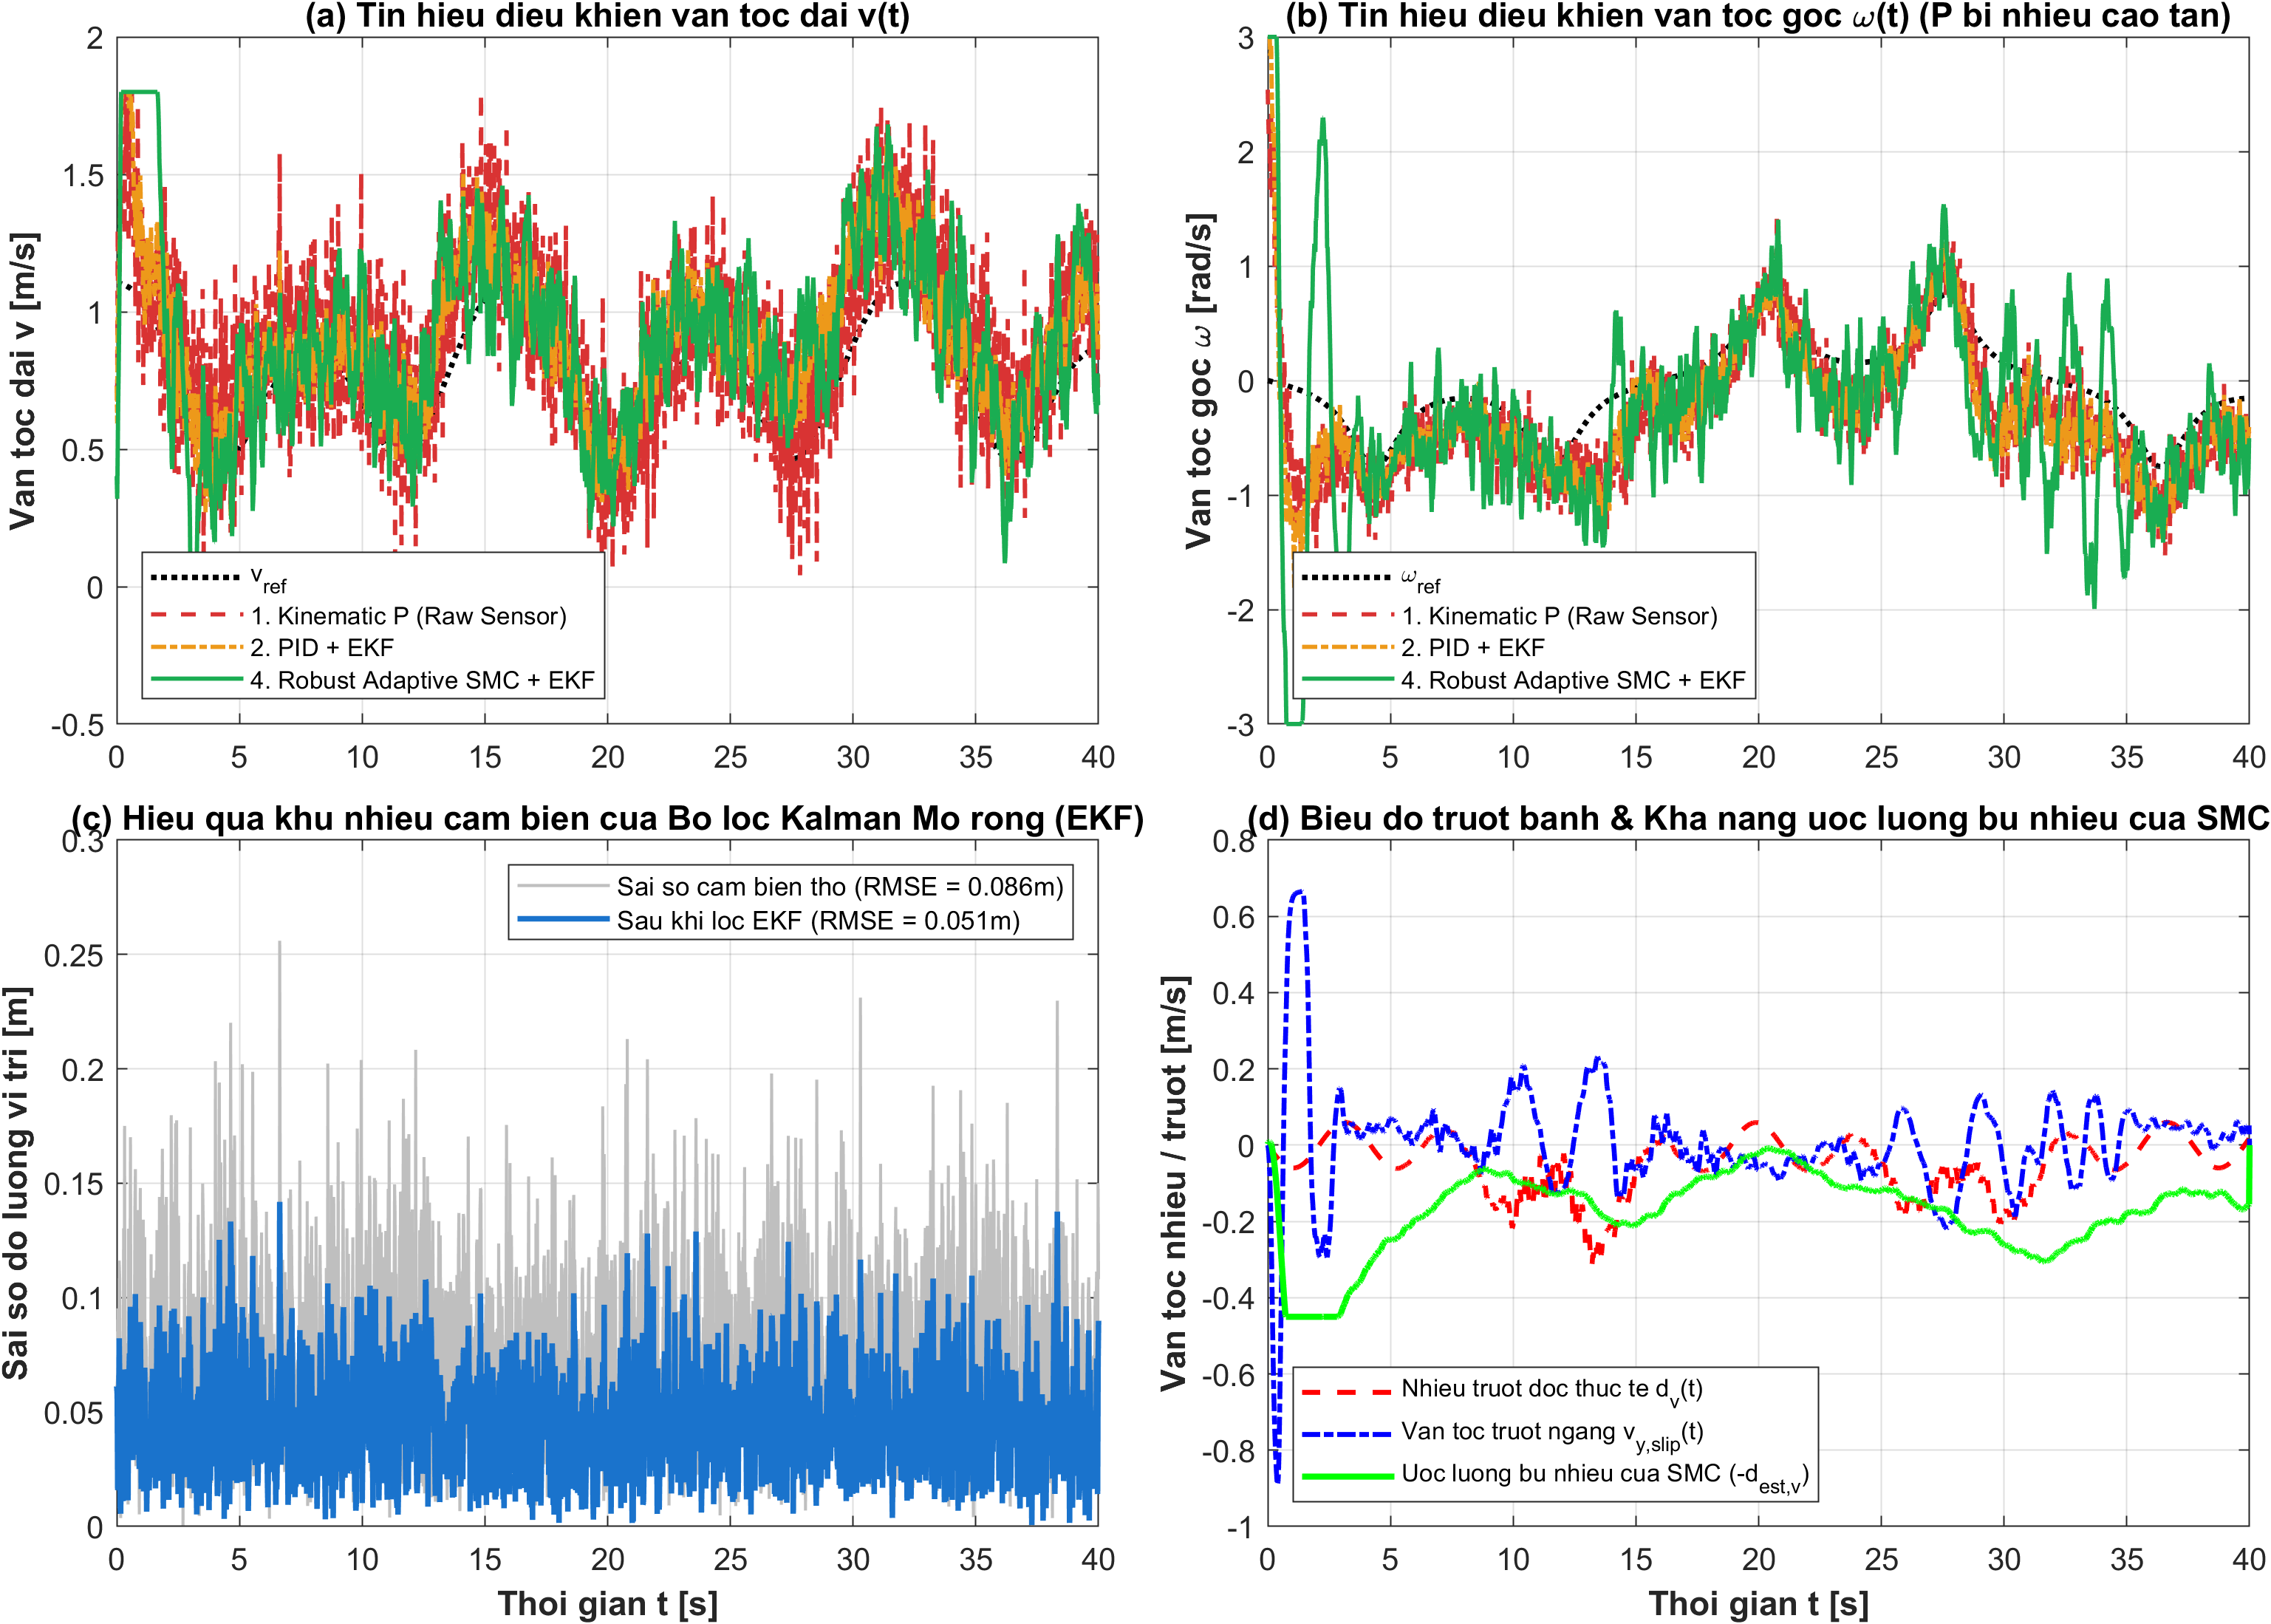 (a) Tin hieu dieu khien van toc dai v(t)
Van toc dai v [m/s]
2
1.5
1
0.5
0
-0.5
0 5 10 15 20 25 30 35 40
v_ref
1. Kinematic P (Raw Sensor)
2. PID + EKF
4. Robust Adaptive SMC + EKF
(b) Tin hieu dieu khien van toc goc ω(t) (P bi nhieu cao tan)
Van toc goc ω [rad/s]
3
2
1
0
-1
-2
-3
0 5 10 15 20 25 30 35 40
ω_ref
1. Kinematic P (Raw Sensor)
2. PID + EKF
4. Robust Adaptive SMC + EKF
(c) Hieu qua khu nhieu cam bien cua Bo loc Kalman Mo rong (EKF)
Sai so do luong vi tri [m]
0.3
0.25
0.2
0.15
0.1
0.05
0
0 5 10 15 20 25 30 35 40
Thoi gian t [s]
Sai so cam bien tho (RMSE = 0.086m)
Sau khi loc EKF (RMSE = 0.051m)
(d) Bieu do truot banh & Kha nang uoc luong bu nhieu cua SMC
Van toc nhieu / truot [m/s]
0.8
0.6
0.4
0.2
0
-0.2
-0.4
-0.6
-0.8
-1
0 5 10 15 20 25 30 35 40
Thoi gian t [s]
Nhieu truot doc thuc te d_v(t)
Van toc truot ngang v_y,slip(t)
Uoc luong bu nhieu cua SMC (-d_est,v)